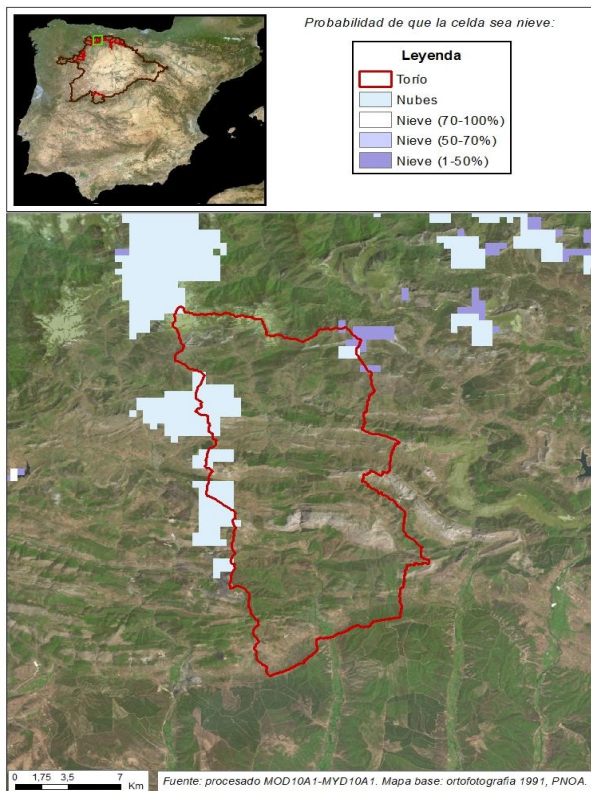 Probabilidad de que la celda sea nieve:
Leyenda
Torío
Nubes
Nieve (70-100%)
Nieve (50-70%)
Nieve (1-50%)
0 1,75 3,5 7
Km
Fuente: procesado MOD10A1-MYD10A1. Mapa base: ortofotografia 1991, PNOA.